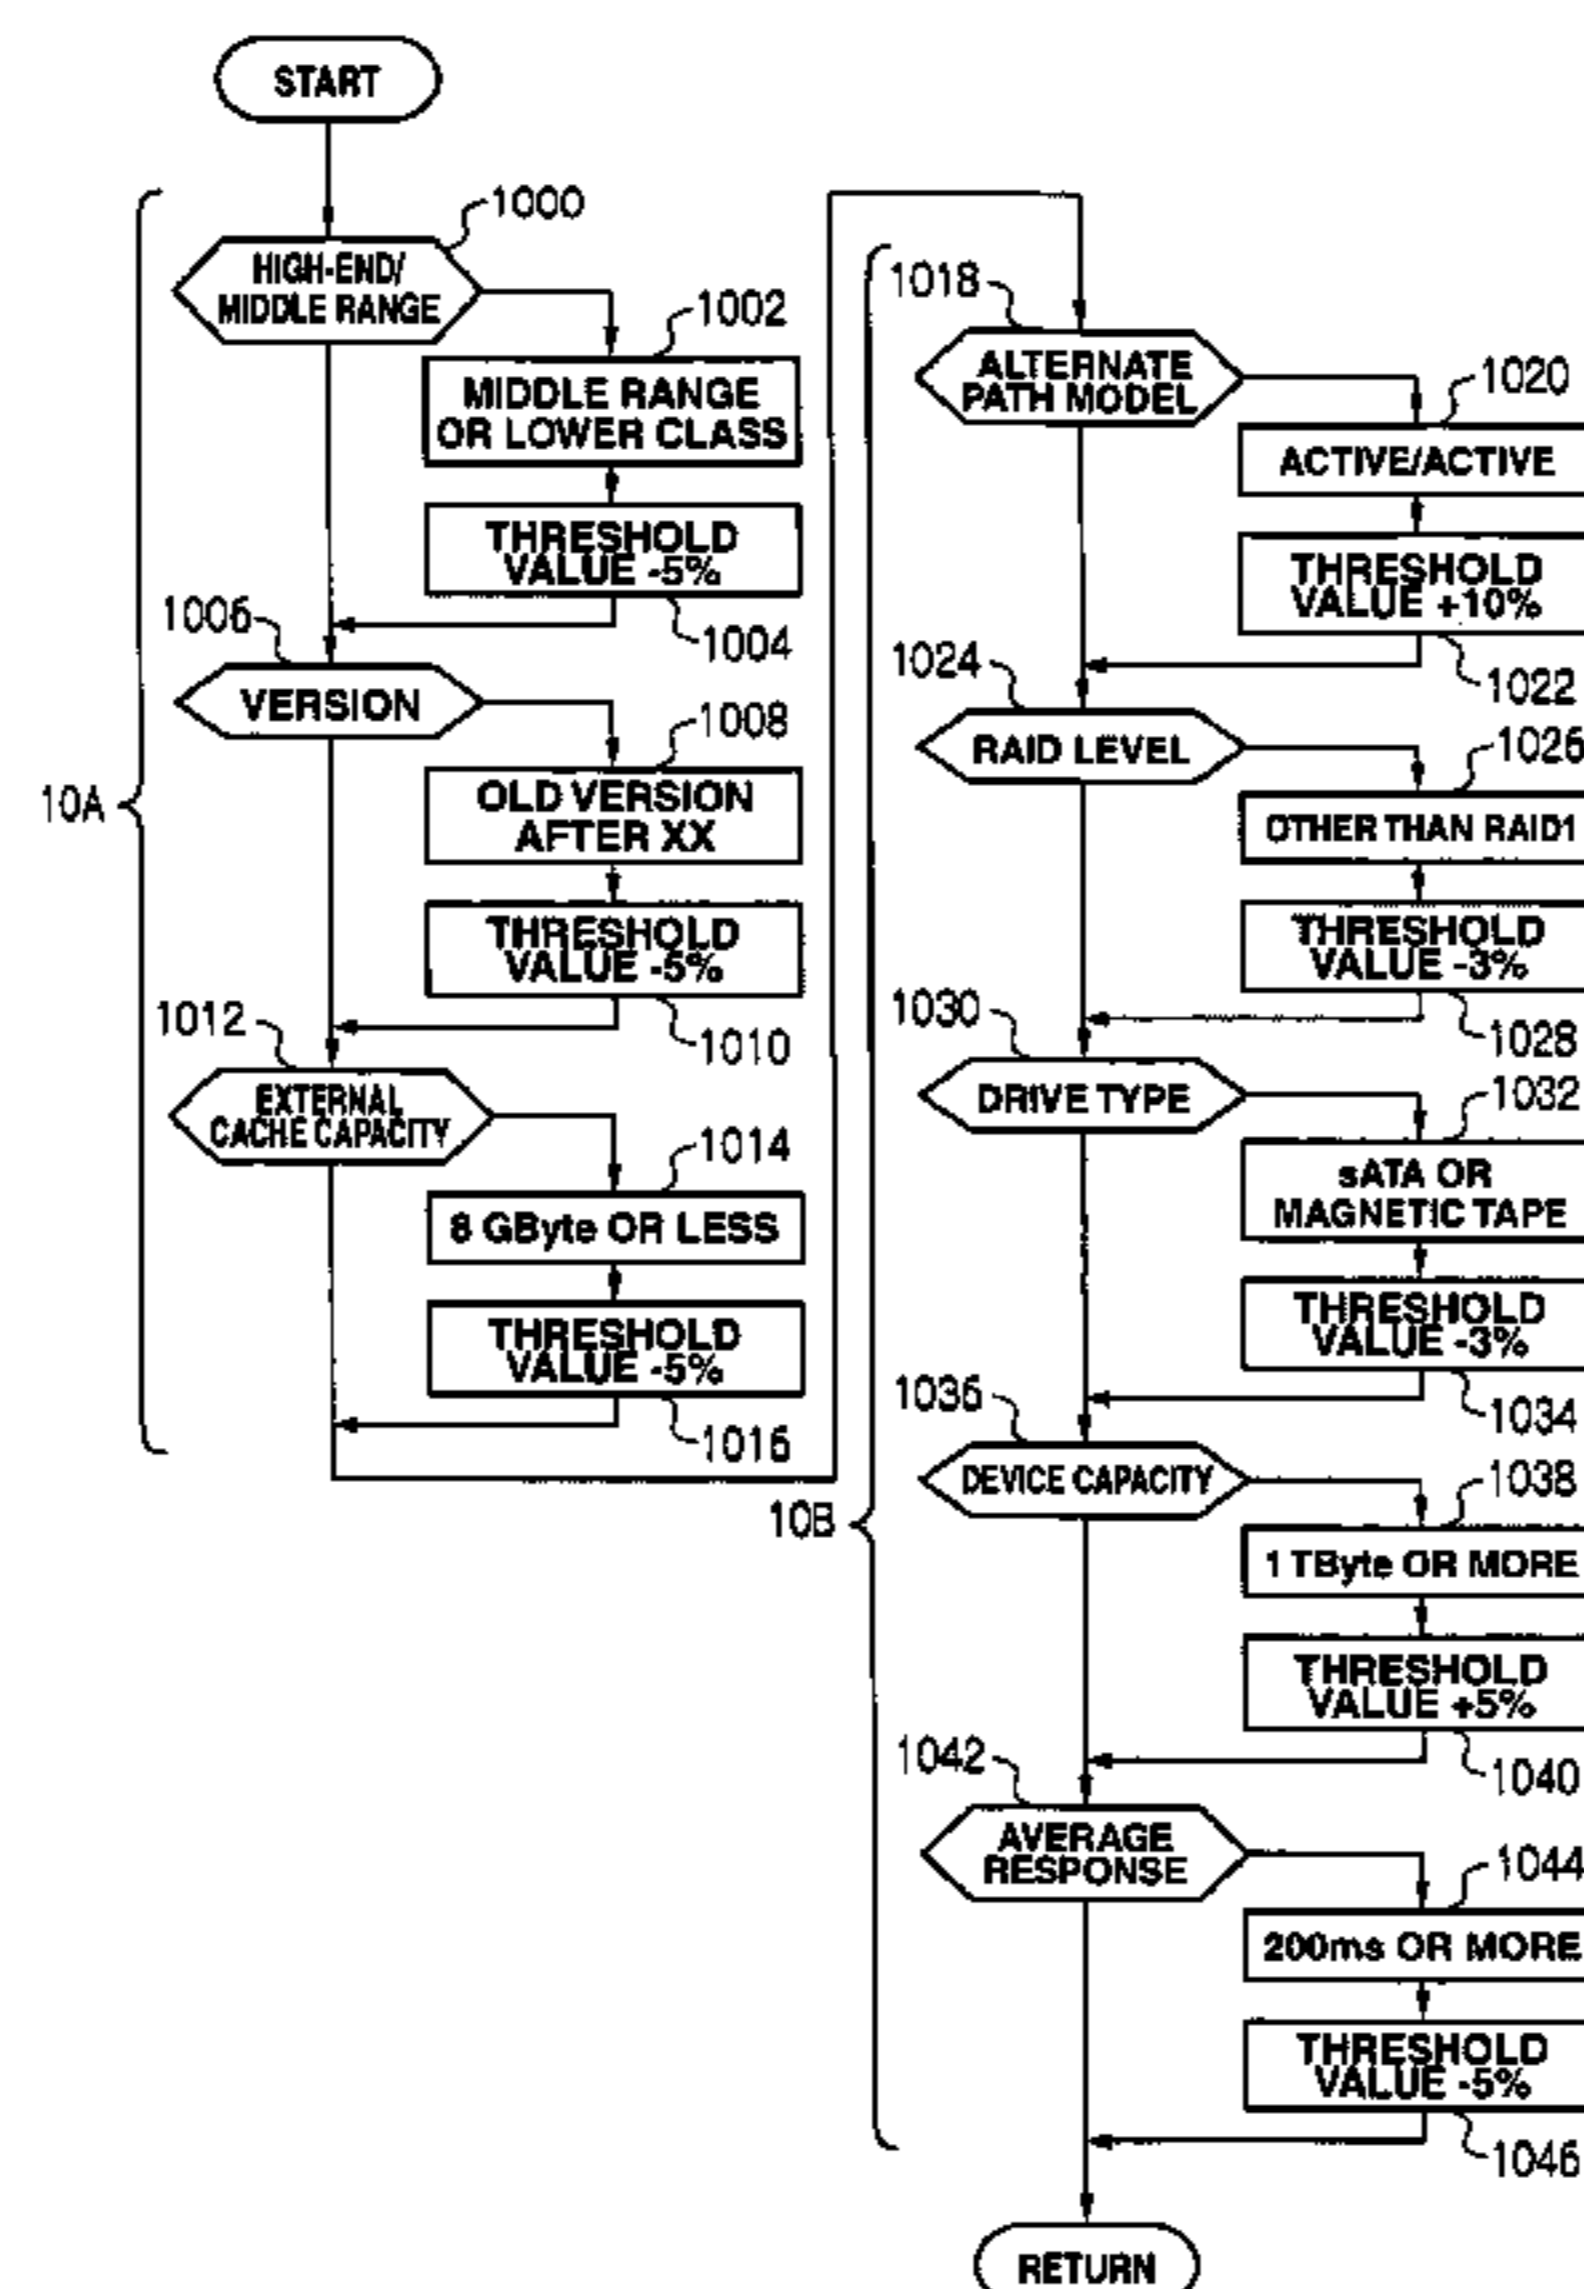 START
1000
HIGH-END/
MIDDLE RANGE
1002
MIDDLE RANGE
OR LOWER CLASS
THRESHOLD
VALUE -5%
1004
1006
VERSION
1008
OLD VERSION
AFTER XX
THRESHOLD
VALUE -5%
1010
10A
1012
EXTERNAL
CACHE CAPACITY
1014
8 GByte OR LESS
THRESHOLD
VALUE -5%
1016
1018
ALTERNATE
PATH MODEL
1020
ACTIVE/ACTIVE
THRESHOLD
VALUE +10%
1022
1024
RAID LEVEL
1026
OTHER THAN RAID1
THRESHOLD
VALUE -3%
1028
1030
DRIVE TYPE
1032
sATA OR
MAGNETIC TAPE
THRESHOLD
VALUE -3%
1034
1036
DEVICE CAPACITY
1038
1 TByte OR MORE
THRESHOLD
VALUE +5%
1040
10B
1042
AVERAGE
RESPONSE
1044
200ms OR MORE
THRESHOLD
VALUE -5%
1046
RETURN